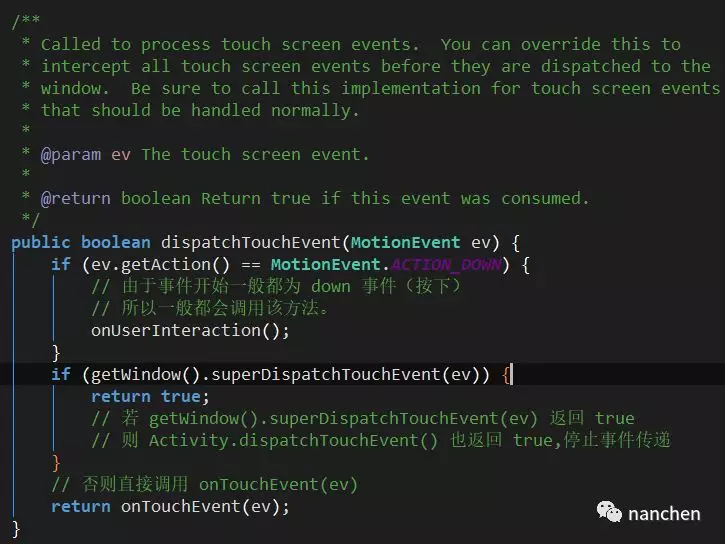 /**
 * Called to process touch screen events.  You can override this to
 * intercept all touch screen events before they are dispatched to the
 * window.  Be sure to call this implementation for touch screen events
 * that should be handled normally.
 *
 * @param ev The touch screen event.
 *
 * @return boolean Return true if this event was consumed.
 */
public boolean dispatchTouchEvent(MotionEvent ev) {
    if (ev.getAction() == MotionEvent.ACTION_DOWN) {
        // 由于事件开始一般都为 down 事件（按下）
        // 所以一般都会调用该方法。
        onUserInteraction();
    }
    if (getWindow().superDispatchTouchEvent(ev)) {
        return true;
        // 若 getWindow().superDispatchTouchEvent(ev) 返回 true
        // 则 Activity.dispatchTouchEvent() 也返回 true,停止事件传递
    }
    // 否则直接调用 onTouchEvent(ev)
    return onTouchEvent(ev);
}
nanchen